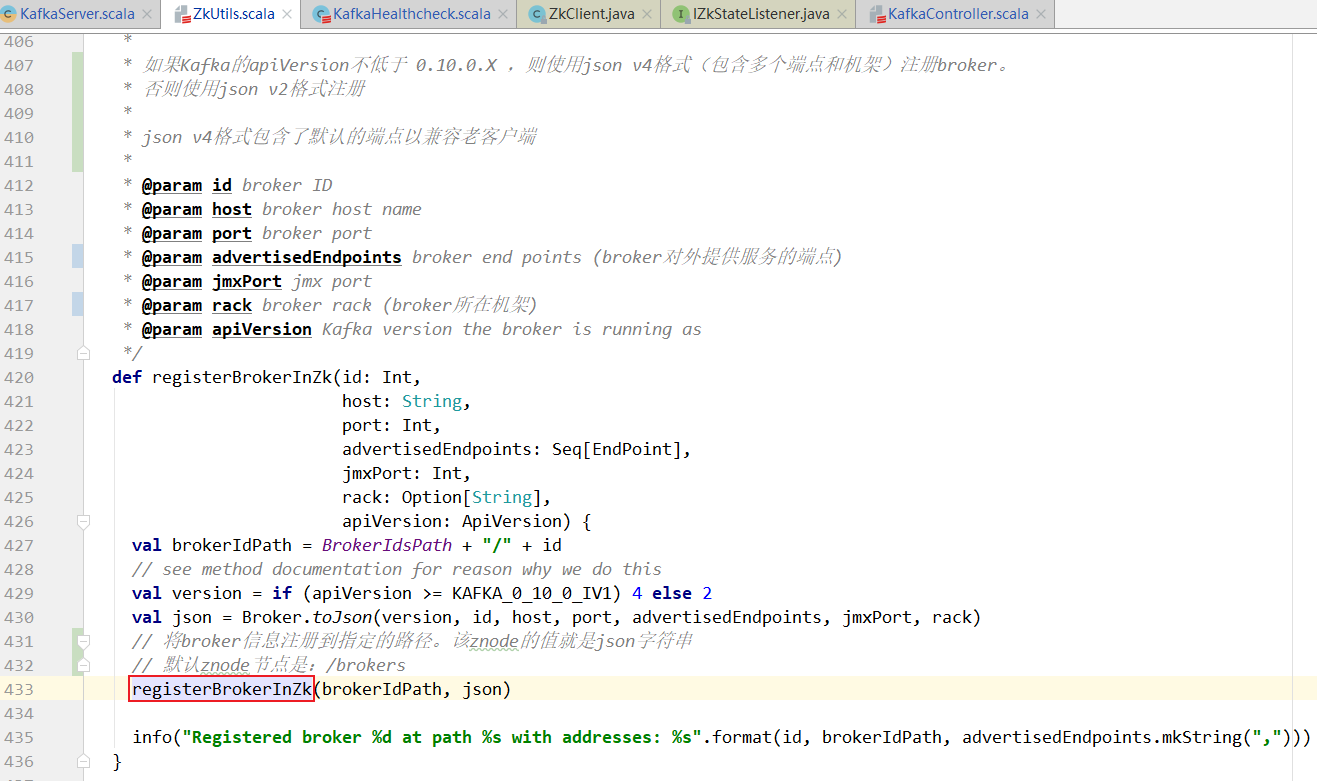 KafkaServer.scala ZkUtils.scala KafkaHealthcheck.scala ZkClient.java IZkStateListener.java KafkaController.scala
406 *
407 * 如果Kafka的apiVersion不低于 0.10.0.X ，则使用json v4格式（包含多个端点和机架）注册broker。
408 * 否则使用json v2格式注册
409 *
410 * json v4格式包含了默认的端点以兼容老客户端
411 *
412 * @param id broker ID
413 * @param host broker host name
414 * @param port broker port
415 * @param advertisedEndpoints broker end points (broker对外提供服务的端点)
416 * @param jmxPort jmx port
417 * @param rack broker rack (broker所在机架)
418 * @param apiVersion Kafka version the broker is running as
419 */
420 def registerBrokerInZk(id: Int,
421 host: String,
422 port: Int,
423 advertisedEndpoints: Seq[EndPoint],
424 jmxPort: Int,
425 rack: Option[String],
426 apiVersion: ApiVersion) {
427 val brokerIdPath = BrokerIdsPath + "/" + id
428 // see method documentation for reason why we do this
429 val version = if (apiVersion >= KAFKA_0_10_0_IV1) 4 else 2
430 val json = Broker.toJson(version, id, host, port, advertisedEndpoints, jmxPort, rack)
431 // 将broker信息注册到指定的路径。该znode的值就是json字符串
432 // 默认znode节点是：/brokers
433 registerBrokerInZk(brokerIdPath, json)
434
435 info("Registered broker %d at path %s with addresses: %s".format(id, brokerIdPath, advertisedEndpoints.mkString(",")))
436 }